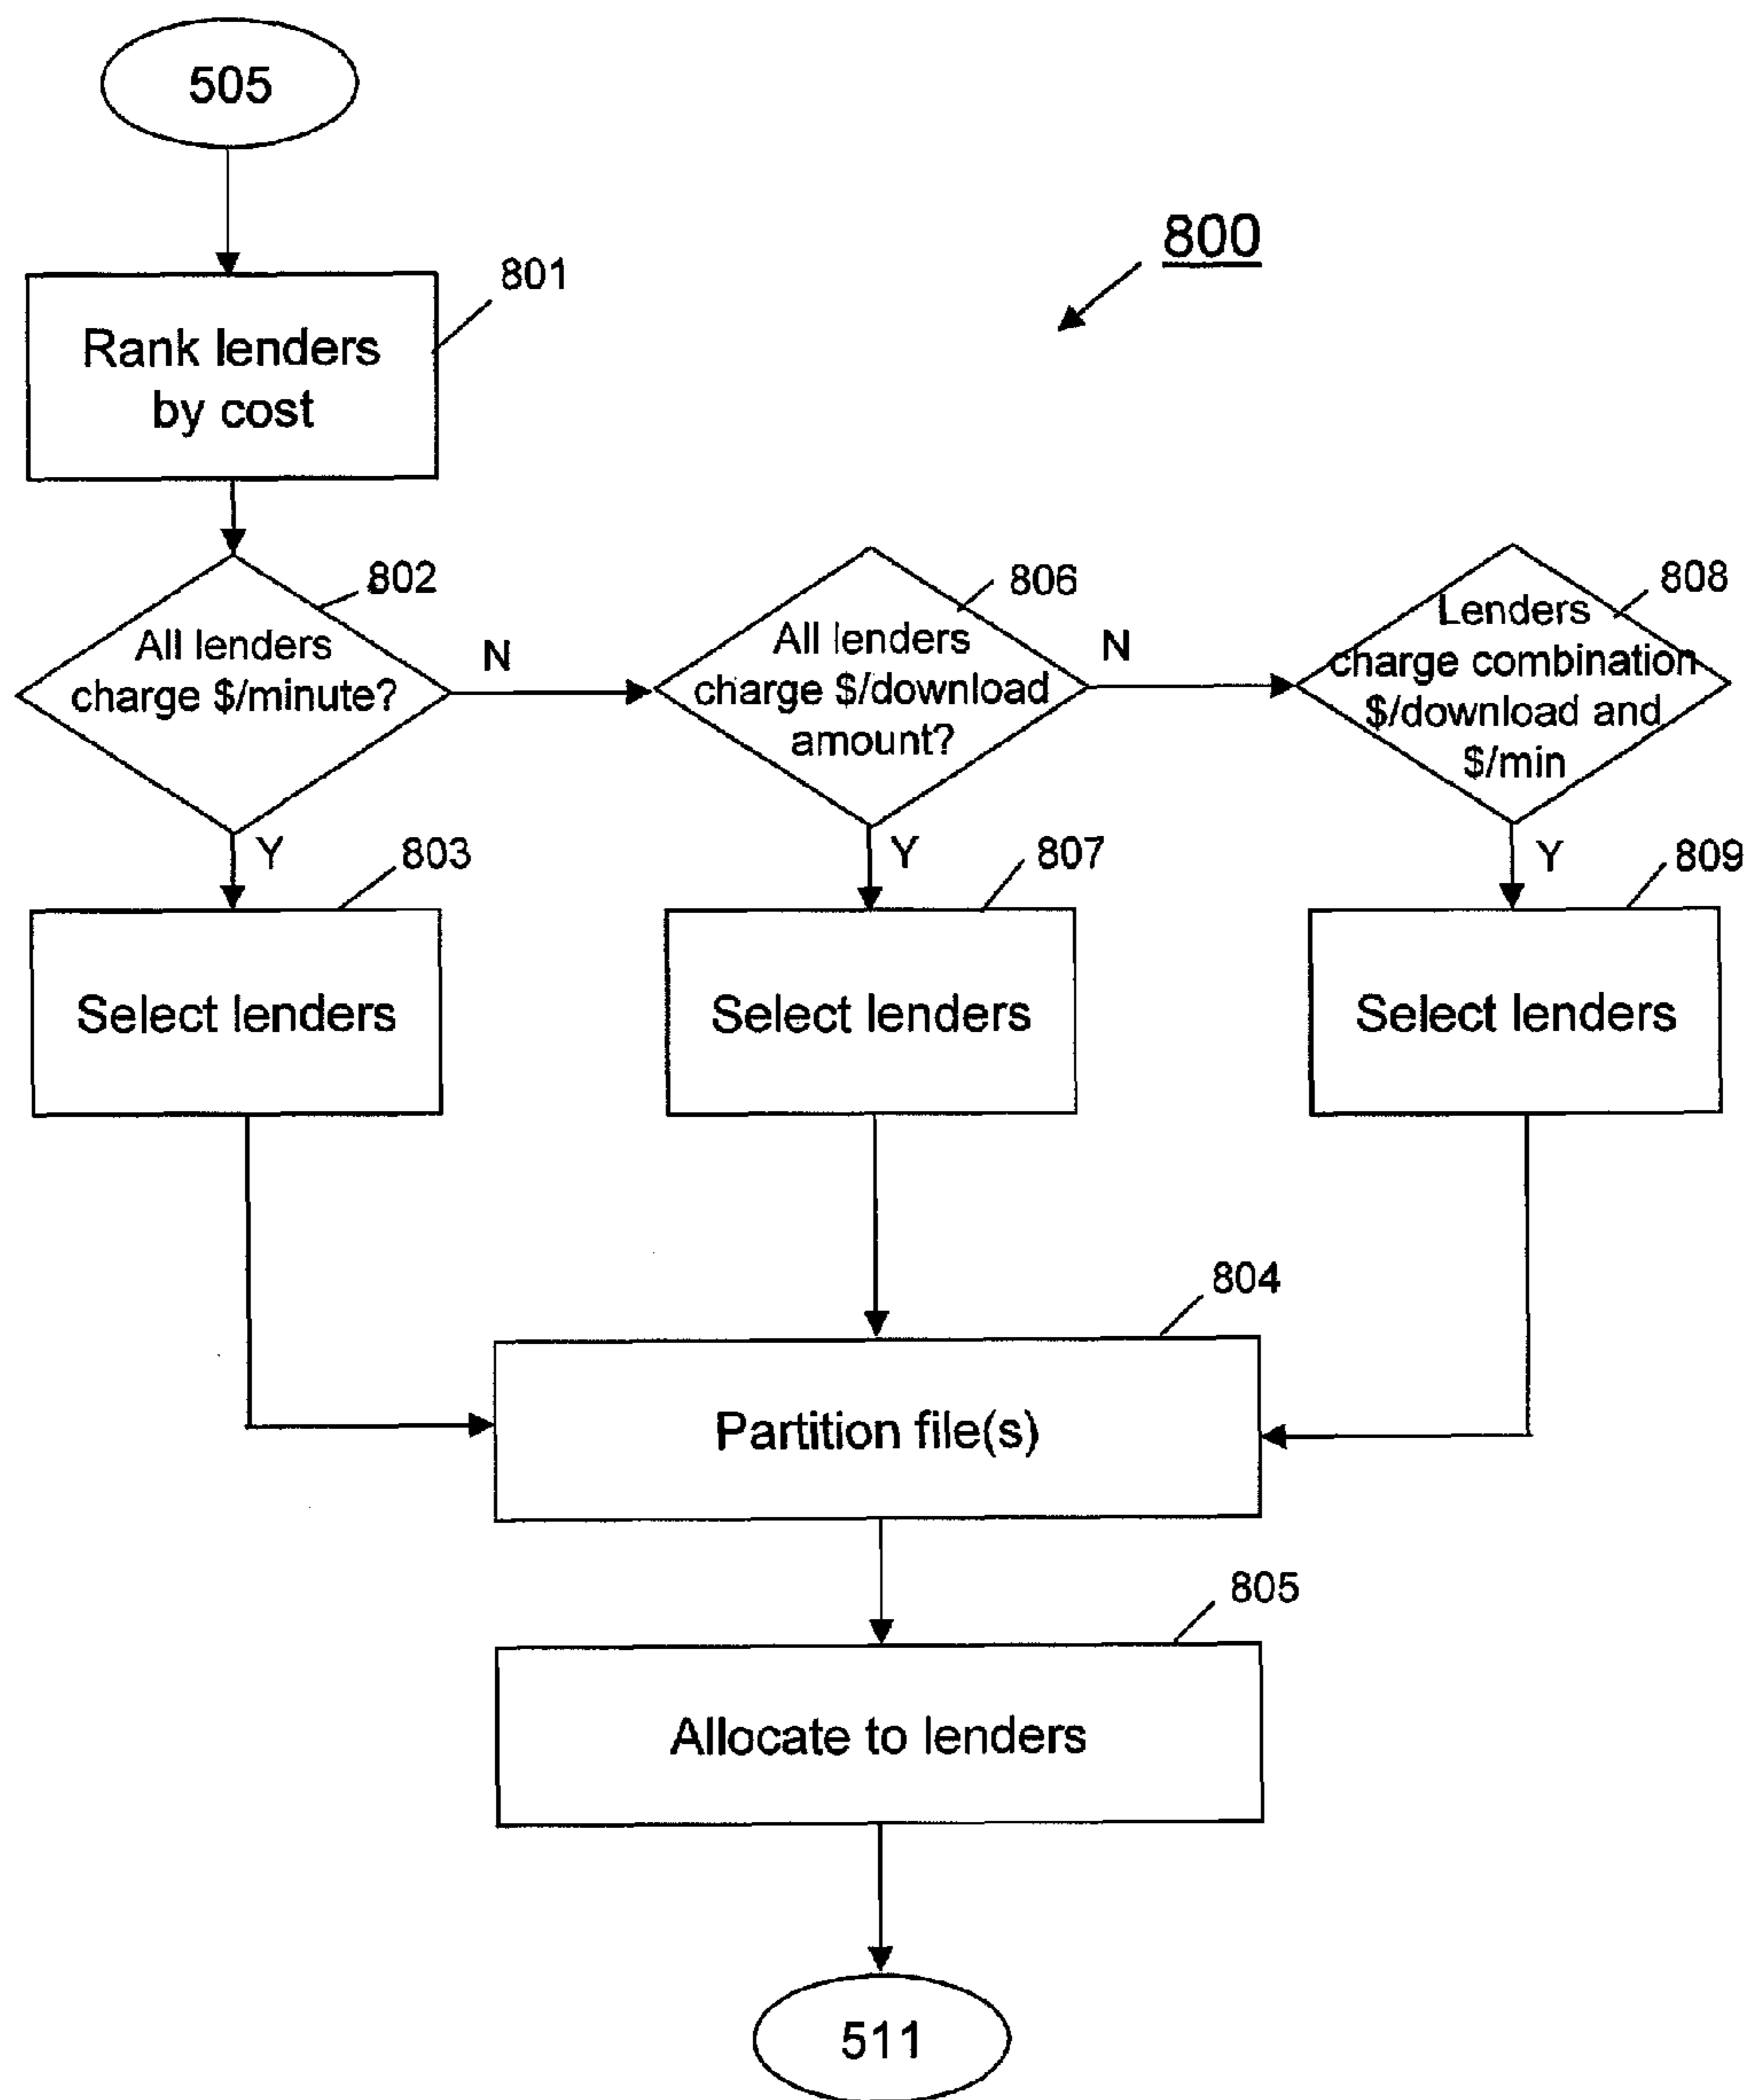 505
800
801
Rank lenders
by cost
802
All lenders
charge $/minute?
N
806
All lenders
charge $/download
amount?
N
808
Lenders
charge combination
$/download and
$/min
Y
803
Y
807
Y
809
Select lenders
Select lenders
Select lenders
804
Partition file(s)
805
Allocate to lenders
511